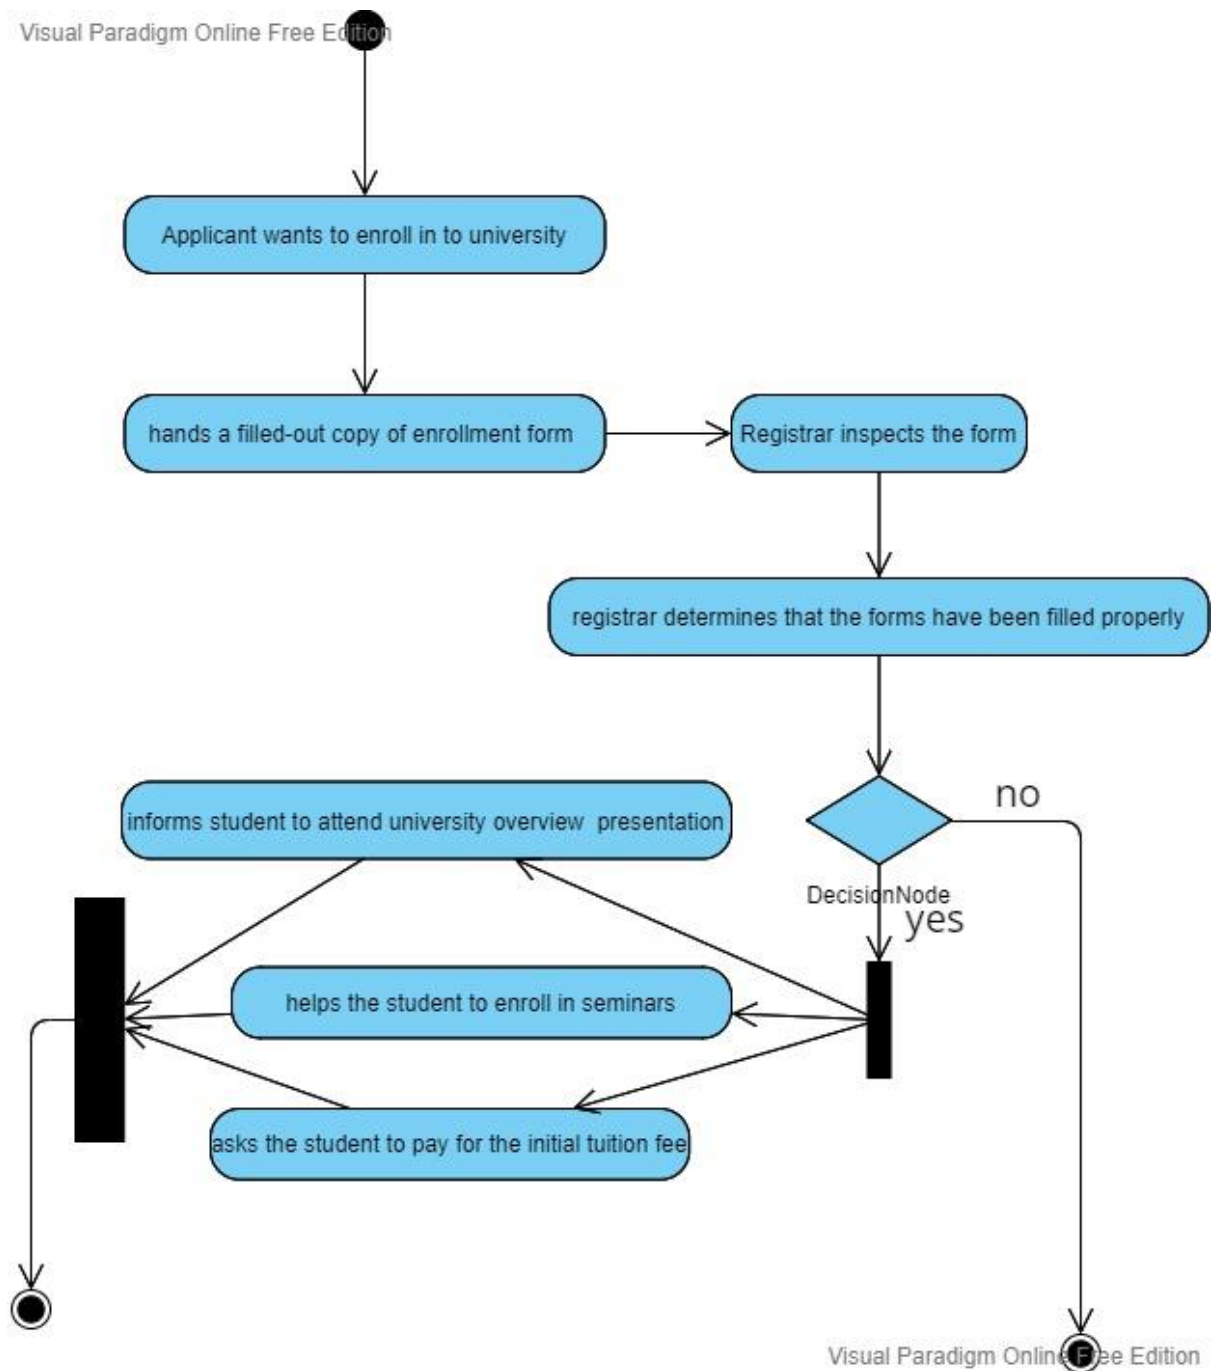 Visual Paradigm Online Free Edition
Applicant wants to enroll in to university
hands a filled-out copy of enrollment form
Registrar inspects the form
registrar determines that the forms have been filled properly
informs student to attend university overview  presentation
no
DecisionNode
yes
helps the student to enroll in seminars
asks the student to pay for the initial tuition fee
Visual Paradigm Online Free Edition